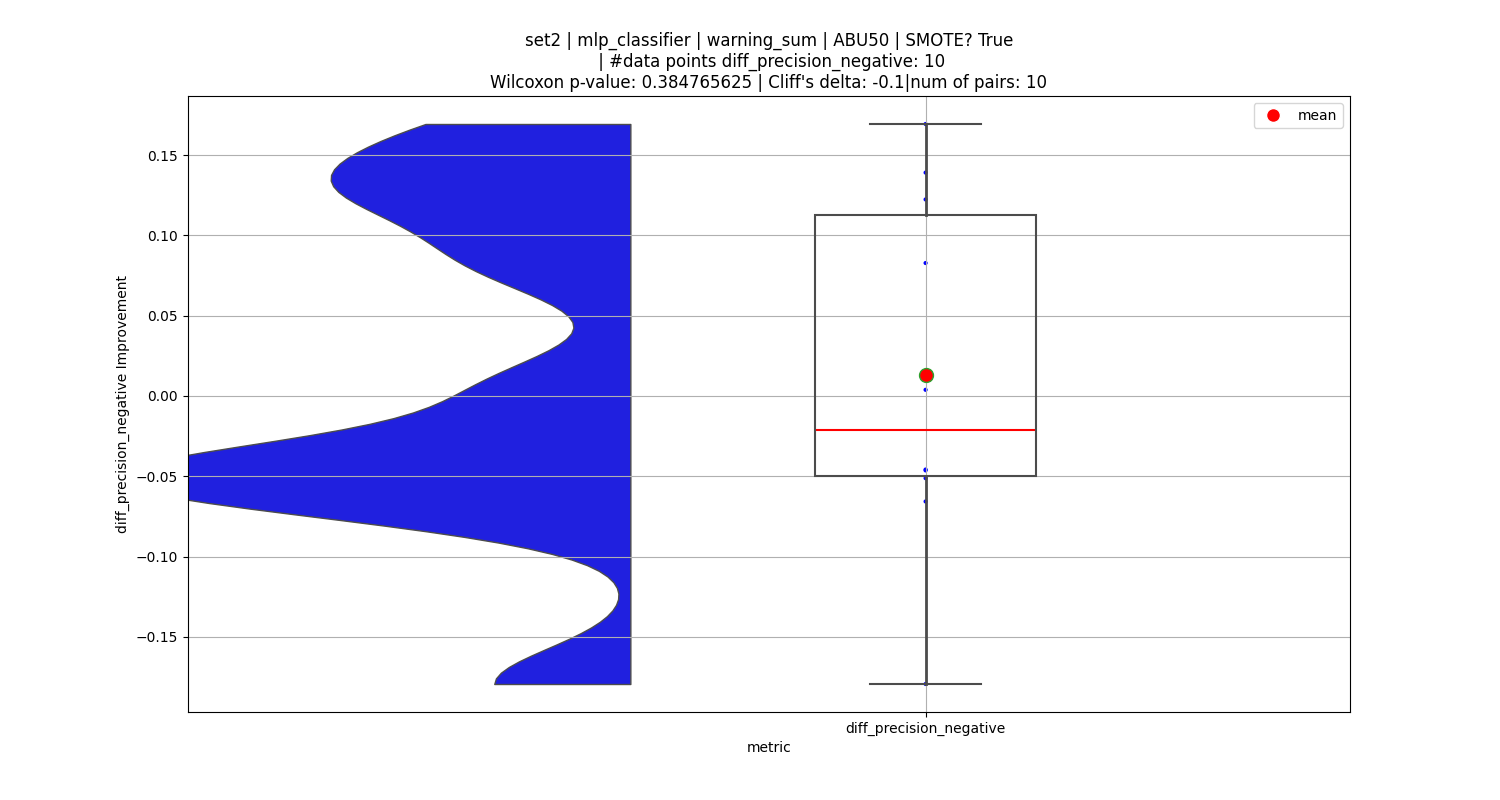 set2 | mlp_classifier | warning_sum | ABU50 | SMOTE? True
| #data points diff_precision_negative: 10
Wilcoxon p-value: 0.384765625 | Cliff's delta: -0.1|num of pairs: 10
mean
0.15
0.10
0.05
0.00
−0.05
−0.10
−0.15
diff_precision_negative Improvement
diff_precision_negative
metric